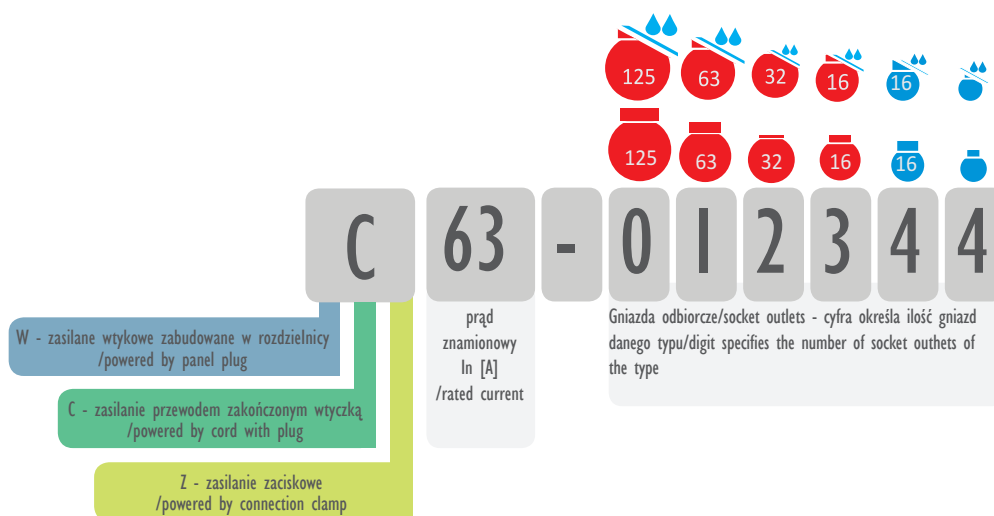 125 63 32 16 16
125 63 32 16 16
C 63 - 0 1 2 3 4 4
W - zasilane wtykowe zabudowane w rozdzielnicy
/powered by panel plug
C - zasilanie przewodem zakończonym wtyczką
/powered by cord with plug
Z - zasilanie zaciskowe
/powered by connection clamp
prąd
znamionowy
In [A]
/rated current
Gniazda odbiorcze/socket outlets - cyfra określa ilość gniazd
danego typu/digit specifies the number of socket outhets of
the type